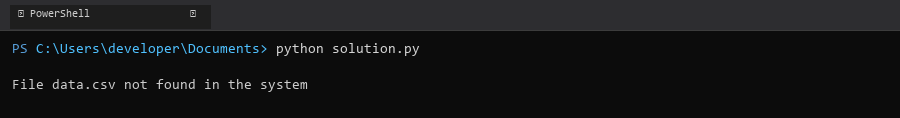 PowerShell
PS C:\Users\developer\Documents> python solution.py
File data.csv not found in the system